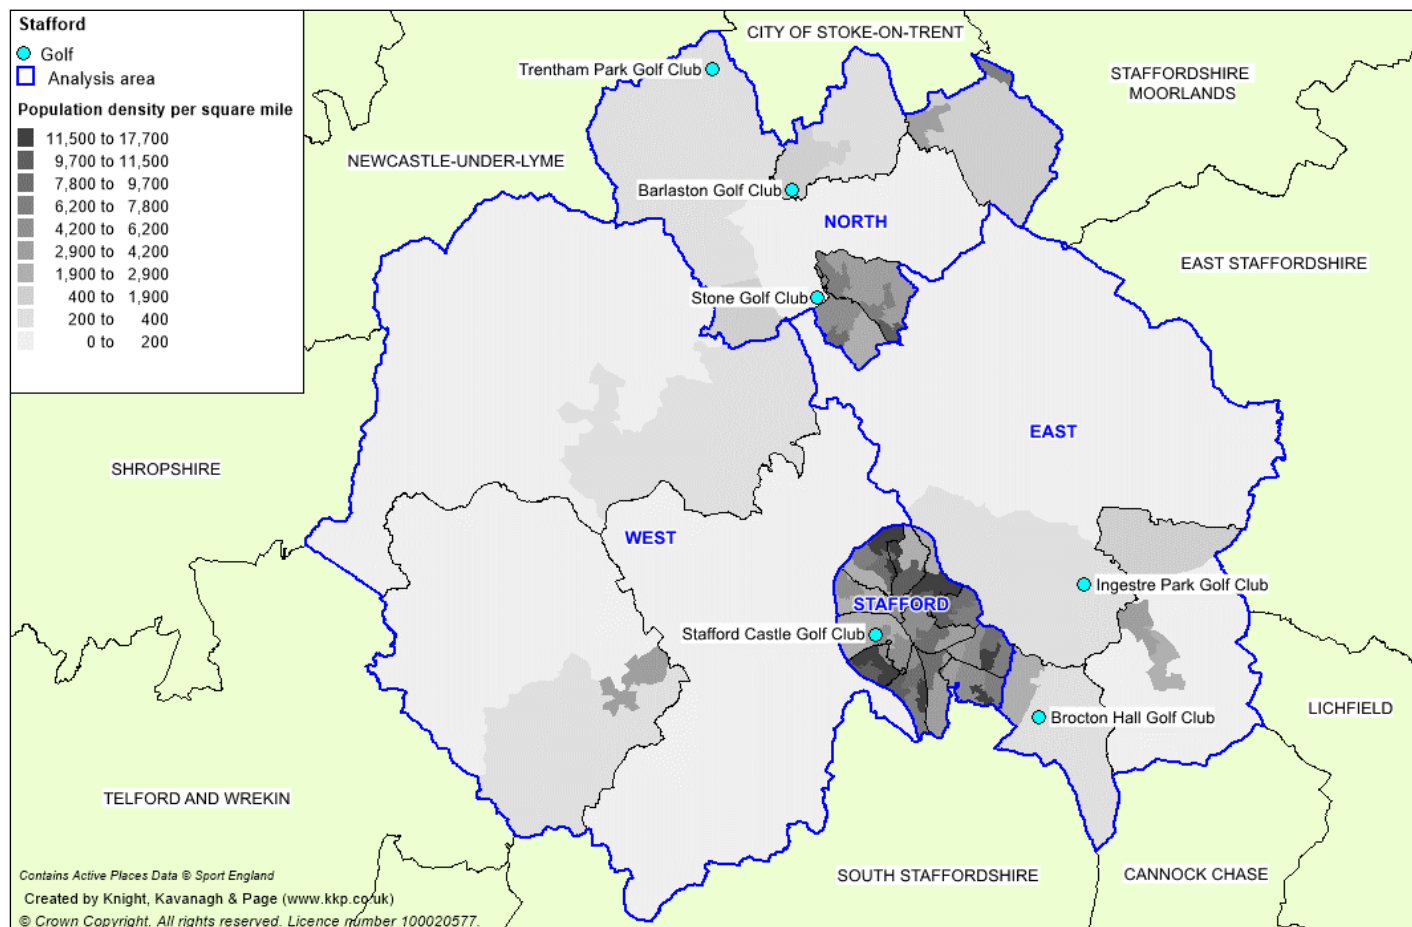 Stafford
Golf
Analysis area
Population density per square mile
11,500 to 17,700
9,700 to 11,500
7,800 to 9,700
6,200 to 7,800
4,200 to 6,200
2,900 to 4,200
1,900 to 2,900
400 to 1,900
200 to 400
0 to 200
CITY OF STOKE-ON-TRENT
Trentham Park Golf Club
STAFFORDSHIRE
MOORLANDS
NEWCASTLE-UNDER-LYME
Barlaston Golf Club
NORTH
EAST STAFFORDSHIRE
Stone Golf Club
EAST
SHROPSHIRE
WEST
Ingestre Park Golf Club
STAFFORD
Stafford Castle Golf Club
LICHFIELD
Brocton Hall Golf Club
TELFORD AND WREKIN
SOUTH STAFFORDSHIRE
CANNOCK CHASE
Contains Active Places Data © Sport England
Created by Knight, Kavanagh & Page (www.kkp.co.uk)
© Crown Copyright. All rights reserved. Licence number 100020577.